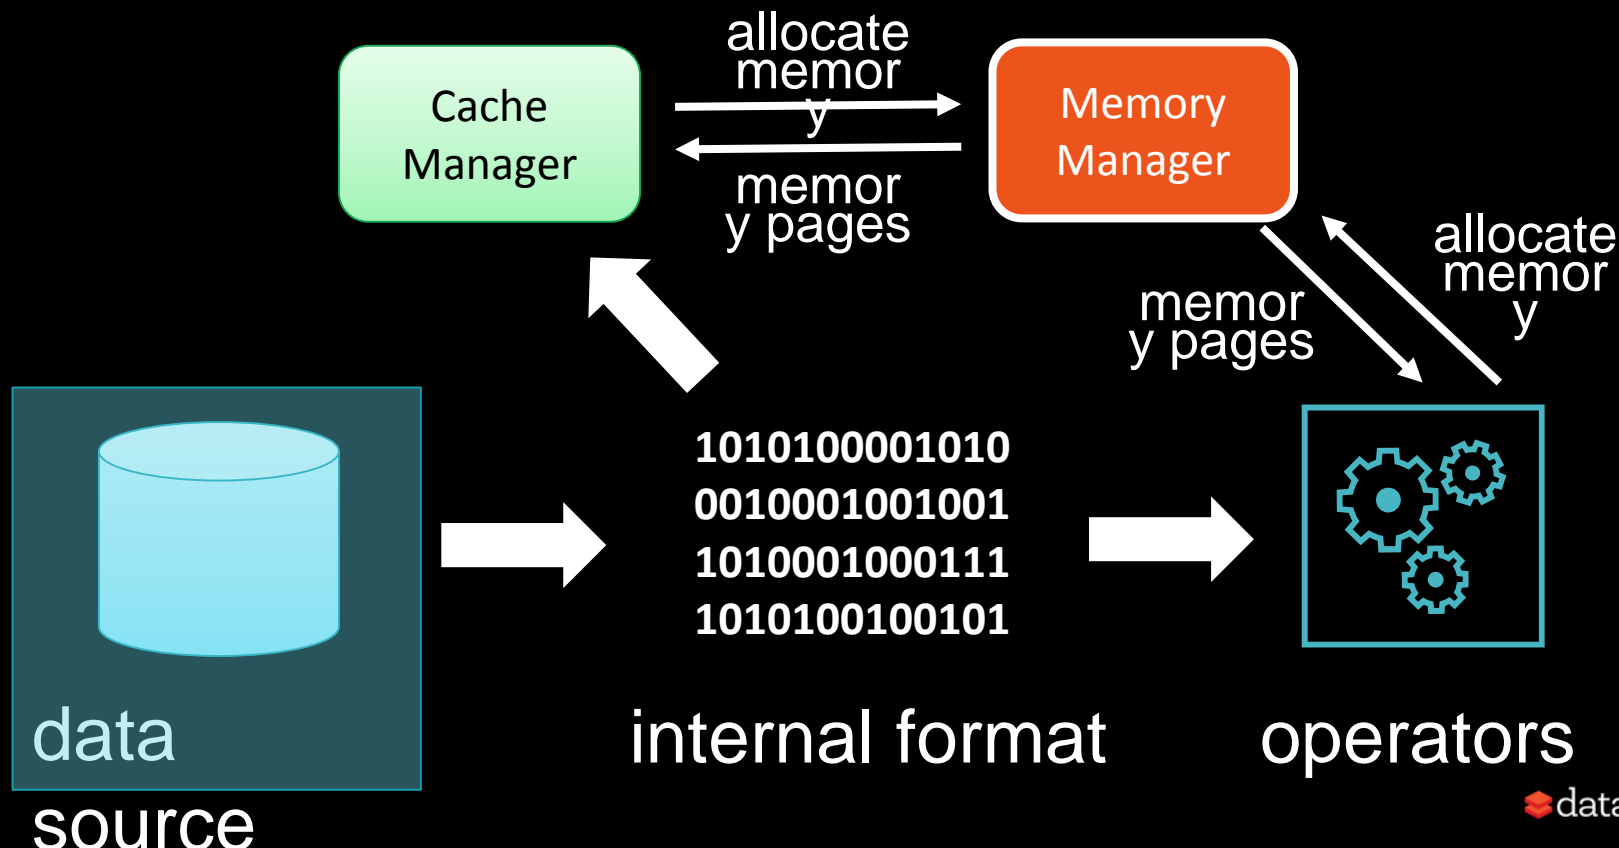 allocate
memor
y
Cache
Manager
Memory
Manager
memor
y pages
allocate
memor
y
memor
y pages
1010100001010
0010001001001
1010001000111
1010100100101
data
source
internal format
operators
data